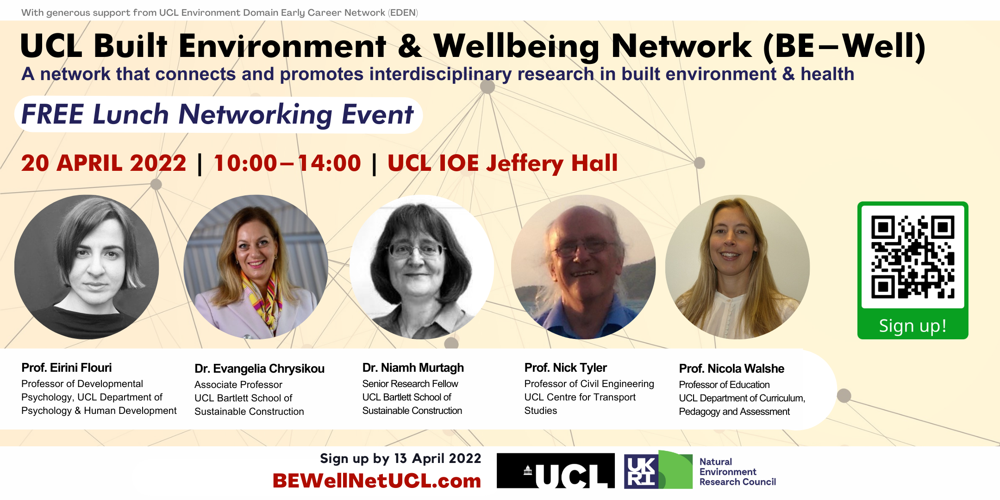 With generous support from UCL Environment Domain Early Career Network (EDEN)
UCL Built Environment & Wellbeing Network (BE–Well)
A network that connects and promotes interdisciplinary research in built environment & health
FREE Lunch Networking Event
20 APRIL 2022 | 10:00–14:00 | UCL IOE Jeffery Hall
Sign up!
Prof. Eirini Flouri
Professor of Developmental
Psychology, UCL Department of
Psychology & Human Development
Dr. Evangelia Chrysikou
Associate Professor
UCL Bartlett School of
Sustainable Construction
Dr. Niamh Murtagh
Senior Research Fellow
UCL Bartlett School of
Sustainable Construction
Prof. Nick Tyler
Professor of Civil Engineering
UCL Centre for Transport
Studies
Prof. Nicola Walshe
Professor of Education
UCL Department of Curriculum,
Pedagogy and Assessment
Sign up by 13 April 2022
BEWellNetUCL.com
UCL
UK
RI
Natural
Environment
Research Council